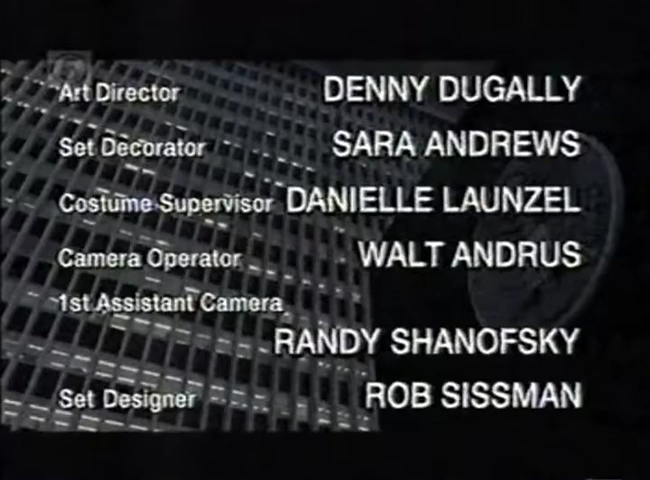 Art Director DENNY DUGALLY
Set Decorator SARA ANDREWS
Costume Supervisor DANIELLE LAUNZEL
Camera Operator WALT ANDRUS
1st Assistant Camera
RANDY SHANOFSKY
Set Designer ROB SISSMAN